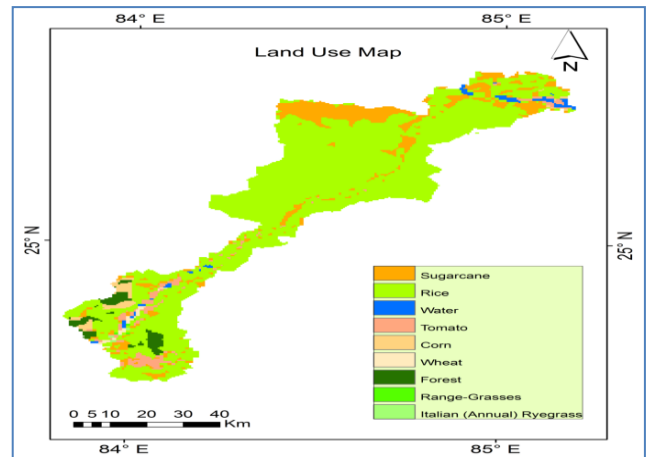 84° E 85° E
Land Use Map
N
25° N 25° N
Sugarcane
Rice
Water
Tomato
Corn
Wheat
Forest
Range-Grasses
Italian (Annual) Ryegrass
0 5 10 20 30 40
Km
84° E 85° E